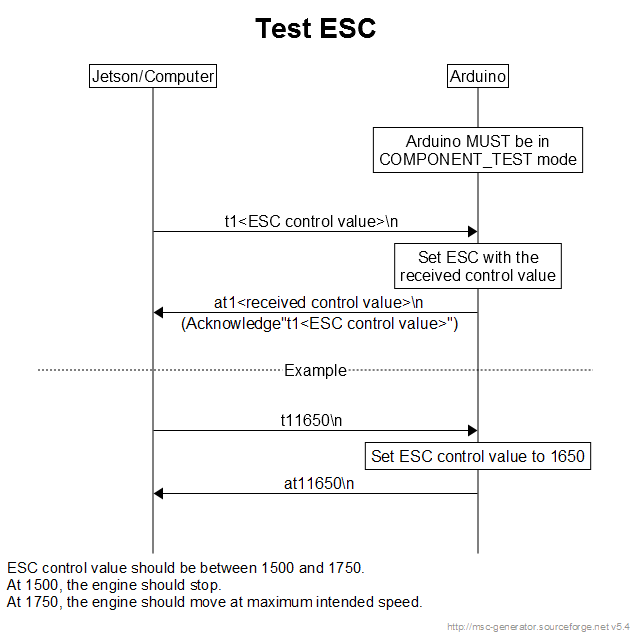 Test ESC
Jetson/Computer
Arduino
Arduino MUST be in
COMPONENT_TEST mode
t1<ESC control value>\n
Set ESC with the
received control value
at1<received control value>\n
(Acknowledge"t1<ESC control value>")
Example
t11650\n
Set ESC control value to 1650
at11650\n
ESC control value should be between 1500 and 1750.
At 1500, the engine should stop.
At 1750, the engine should move at maximum intended speed.
http://msc-generator.sourceforge.net v5.4